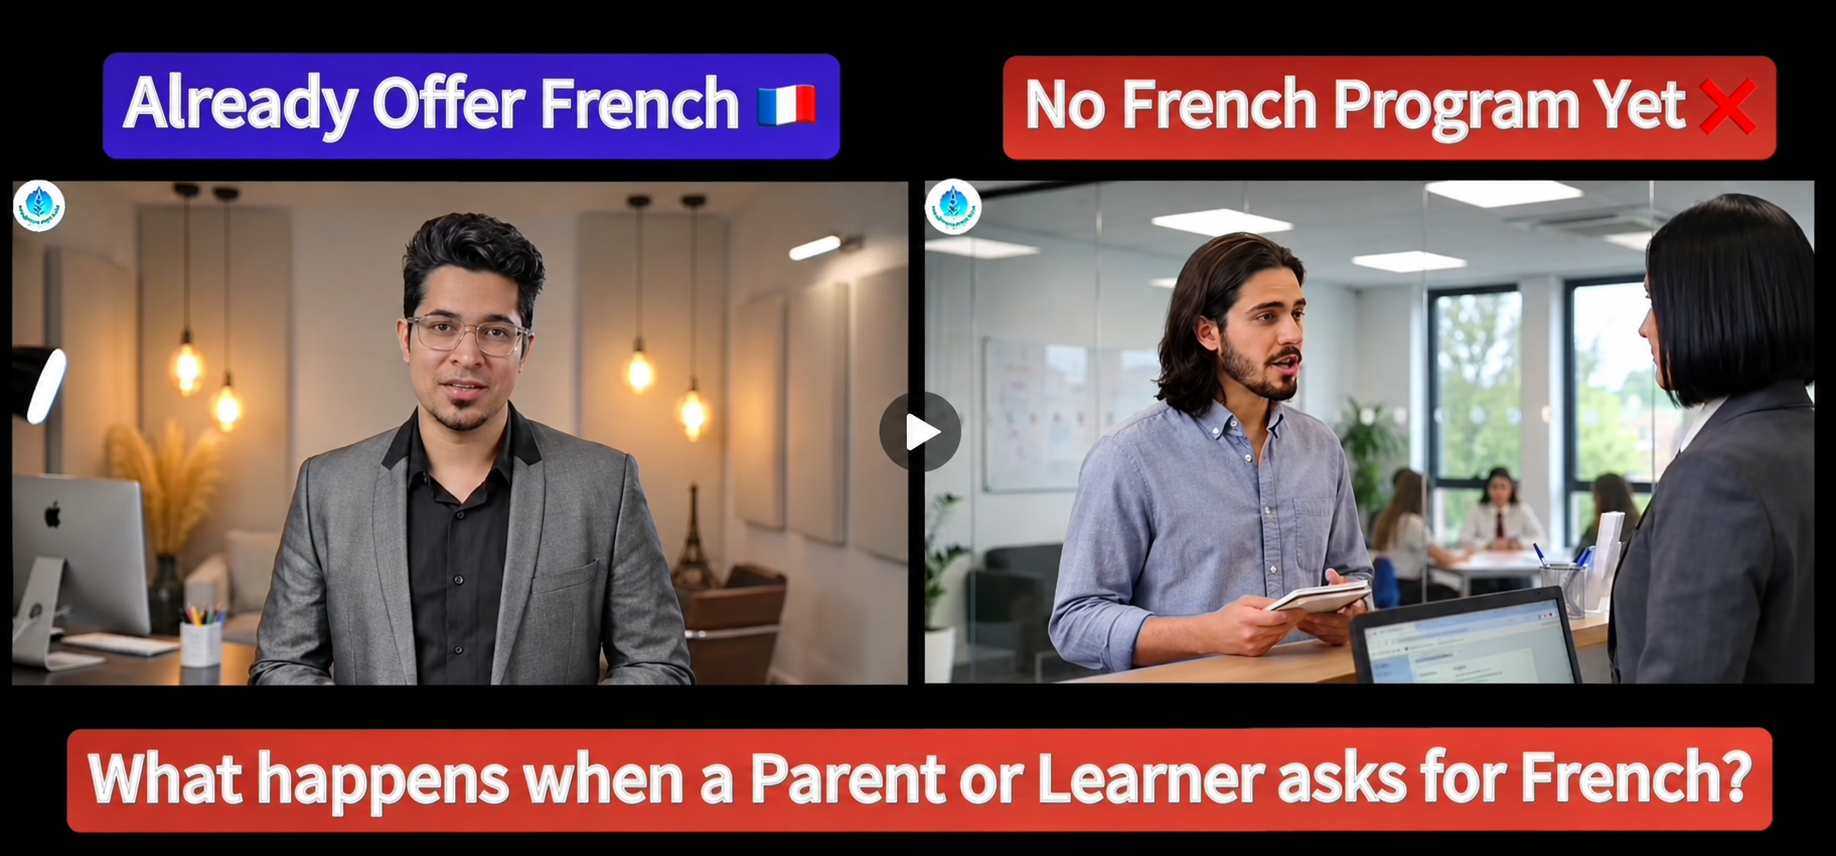 Already Offer French 🇫🇷
No French Program Yet ❌
What happens when a Parent or Learner asks for French?